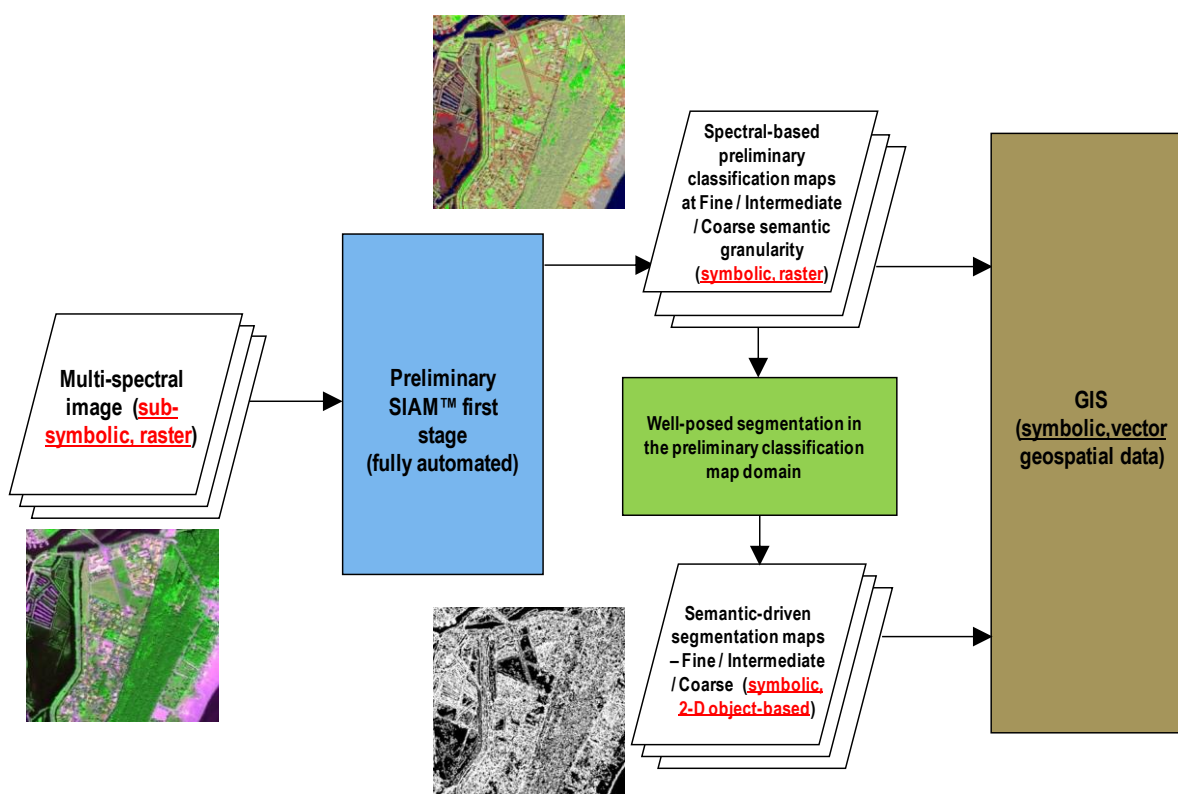 Multi-spectral
image (sub-
symbolic, raster)
Preliminary
SIAM™ first
stage
(fully automated)
Spectral-based
preliminary
classification maps
at Fine / Intermediate
/ Coarse semantic
granularity
(symbolic, raster)
Well-posed segmentation in
the preliminary classification
map domain
Semantic-driven
segmentation maps
– Fine / Intermediate
/ Coarse (symbolic,
2-D object-based)
GIS
(symbolic,vector
geospatial data)